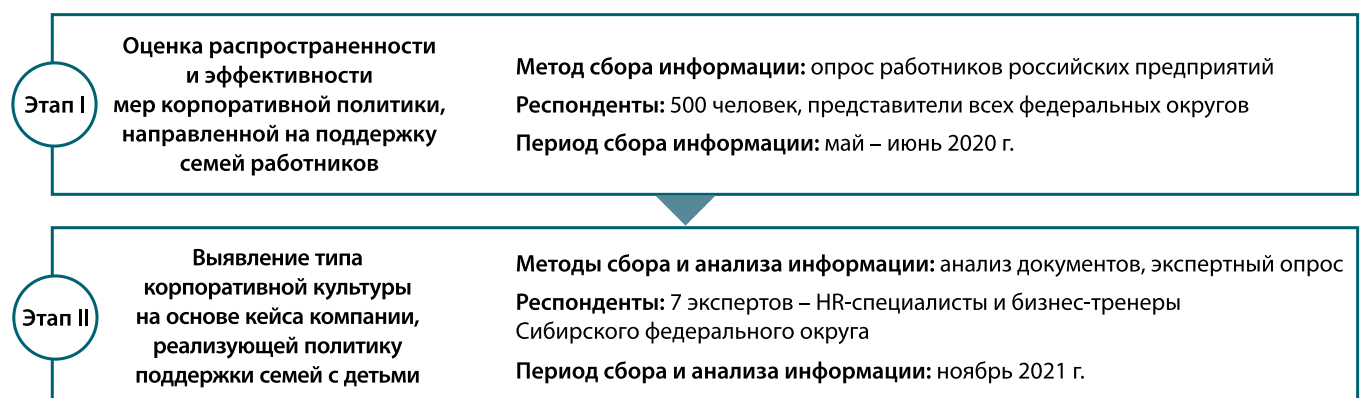 Этап I
Оценка распространенности
и эффективности
мер корпоративной политики,
направленной на поддержку
семей работников
Метод сбора информации: опрос работников российских предприятий
Респонденты: 500 человек, представители всех федеральных округов
Период сбора информации: май – июнь 2020 г.
Этап II
Выявление типа
корпоративной культуры
на основе кейса компании,
реализующей политику
поддержки семей с детьми
Методы сбора и анализа информации: анализ документов, экспертный опрос
Респонденты: 7 экспертов – HR-специалисты и бизнес-тренеры
Сибирского федерального округа
Период сбора и анализа информации: ноябрь 2021 г.